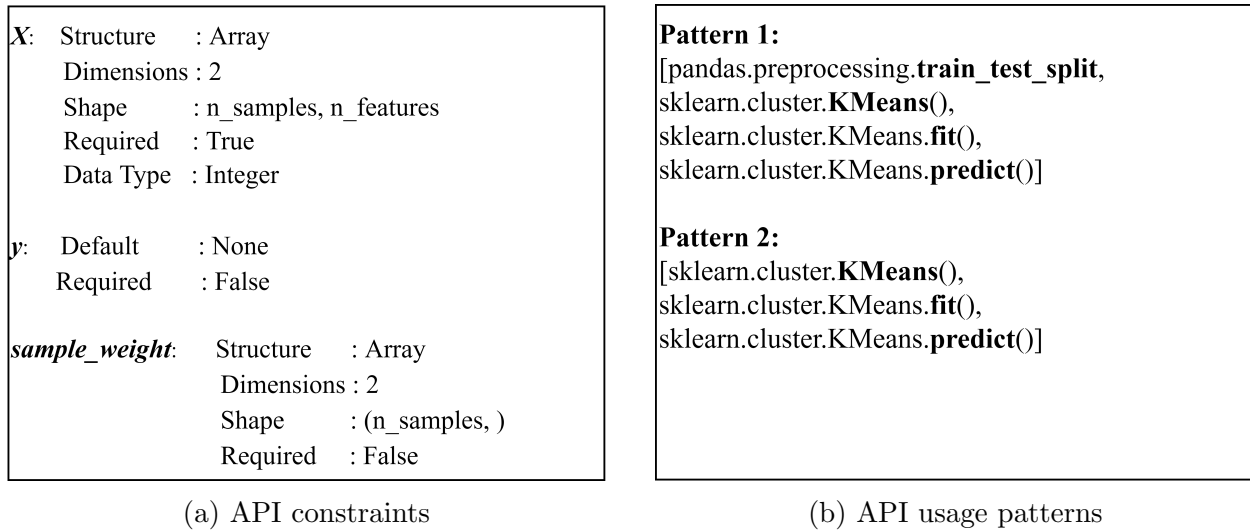 X: Structure : Array
Dimensions : 2
Shape : n_samples, n_features
Required : True
Data Type : Integer
y: Default : None
Required : False
sample_weight: Structure : Array
Dimensions : 2
Shape : (n_samples, )
Required : False
(a) API constraints
Pattern 1:
[pandas.preprocessing.train_test_split,
sklearn.cluster.KMeans(),
sklearn.cluster.KMeans.fit(),
sklearn.cluster.KMeans.predict()]
Pattern 2:
[sklearn.cluster.KMeans(),
sklearn.cluster.KMeans.fit(),
sklearn.cluster.KMeans.predict()]
(b) API usage patterns